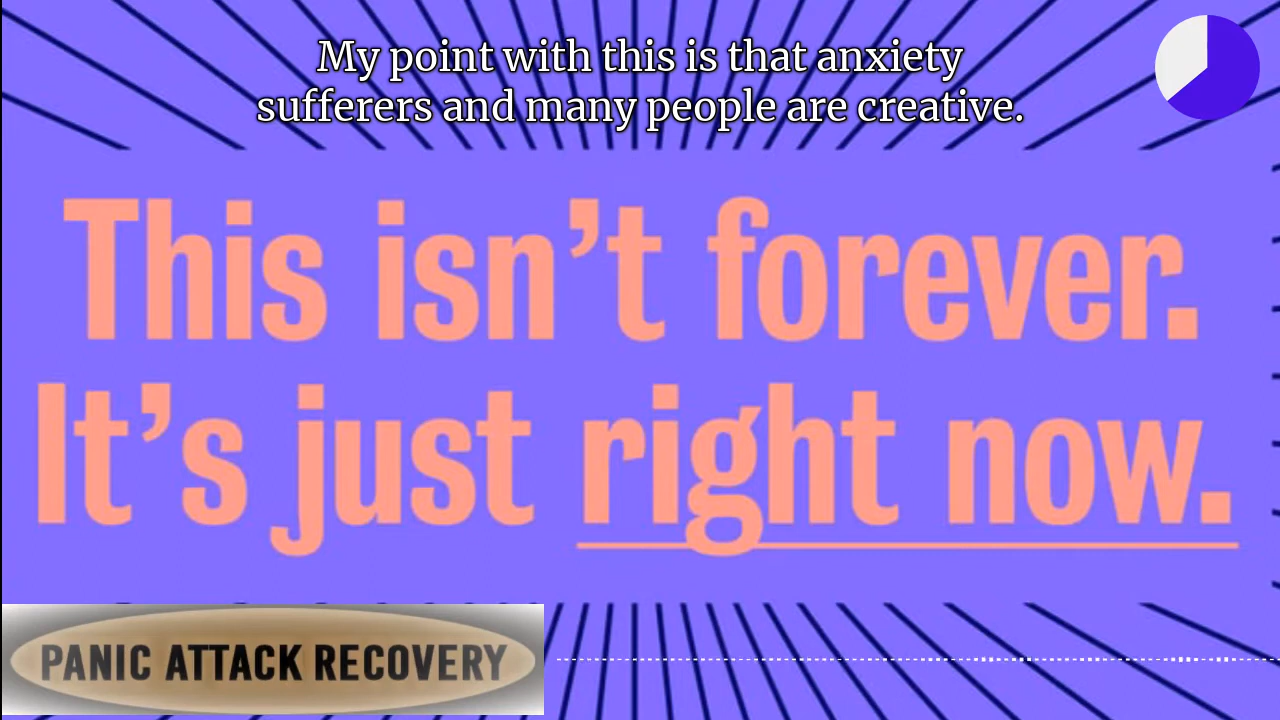 My point with this is that anxiety
sufferers and many people are creative.
This isn’t forever.
It’s just right now.
PANIC ATTACK RECOVERY